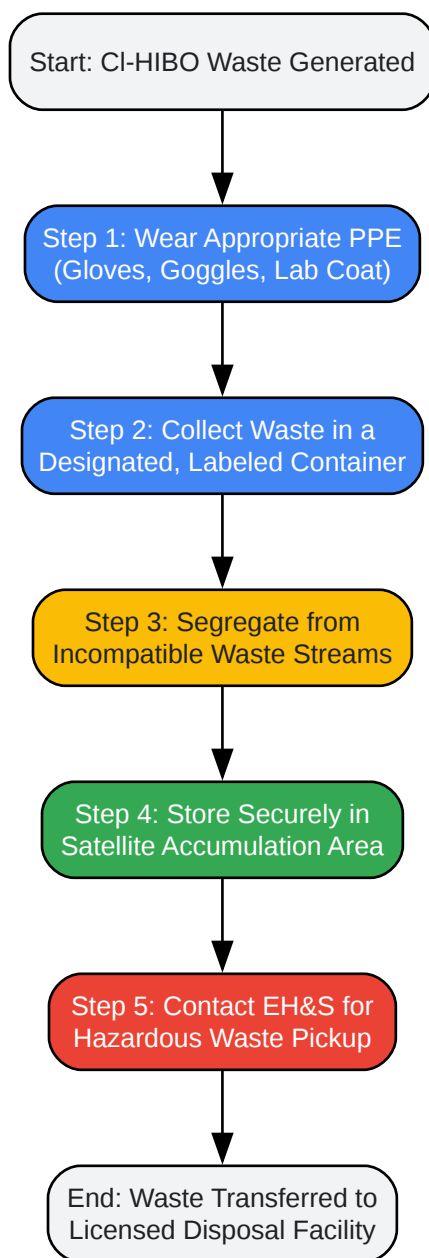 Start: Cl-HIBO Waste Generated
Step 1: Wear Appropriate PPE
(Gloves, Goggles, Lab Coat)
Step 2: Collect Waste in a
Designated, Labeled Container
Step 3: Segregate from
Incompatible Waste Streams
Step 4: Store Securely in
Satellite Accumulation Area
Step 5: Contact EH&S for
Hazardous Waste Pickup
End: Waste Transferred to
Licensed Disposal Facility